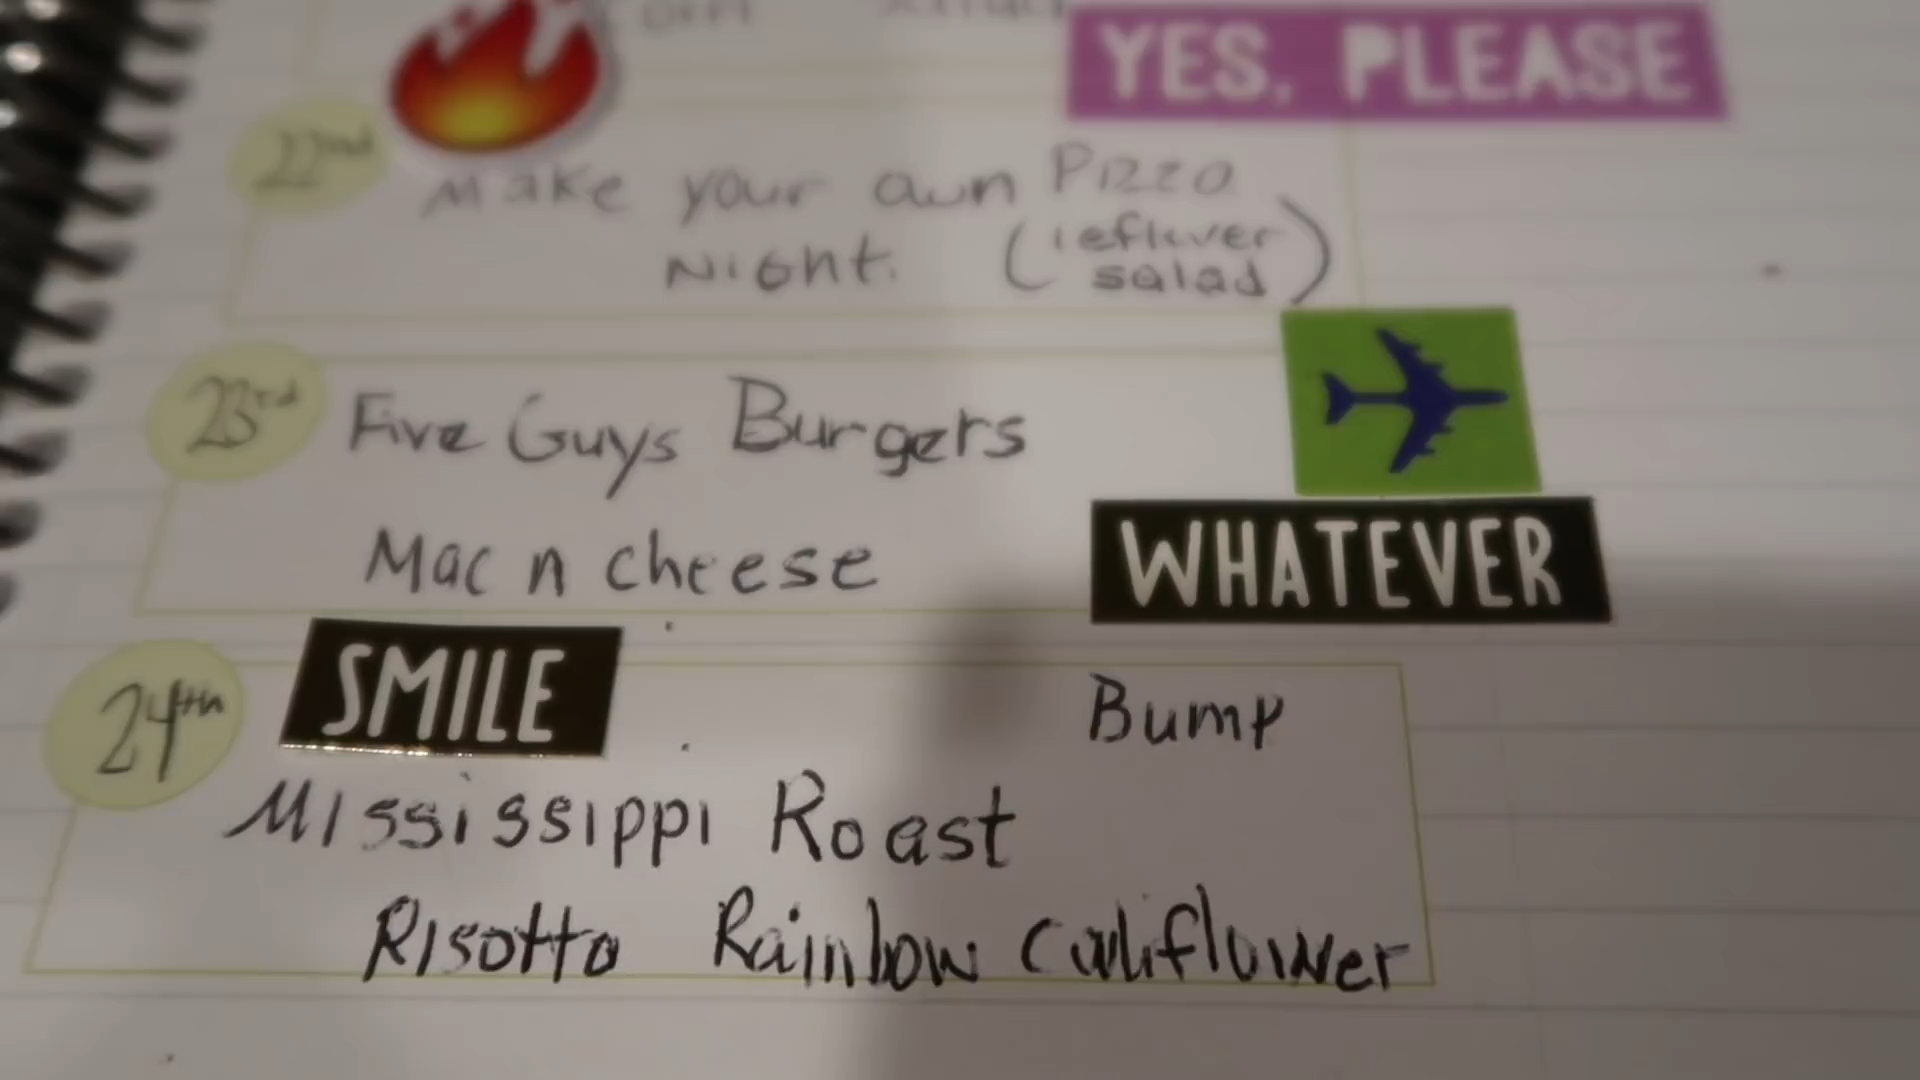 YES, PLEASE
22nd
Make your own Pizza
Night. (leftover
salad)
23rd Five Guys Burgers
Mac n cheese
WHATEVER
24th SMILE Bump
Mississippi Roast
Risotto Rainbow Cauliflower